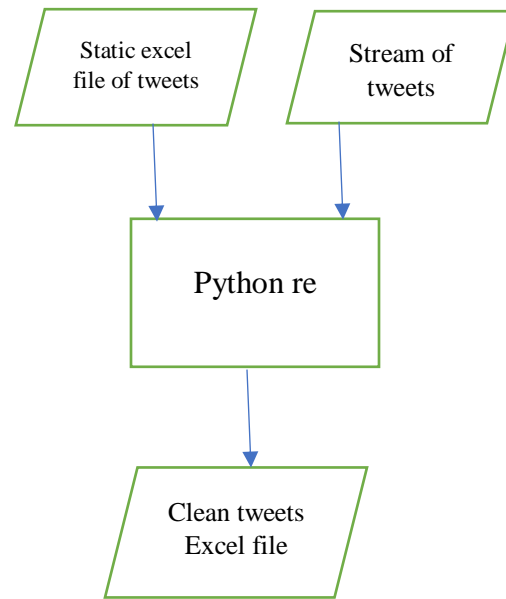 Static excel
file of tweets
Stream of
tweets
Python re
Clean tweets
Excel file